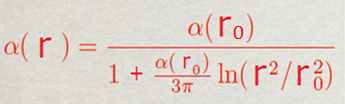 α( r ) = α(r₀) / (1 + α( r₀)/3π ln(r²/r₀²))